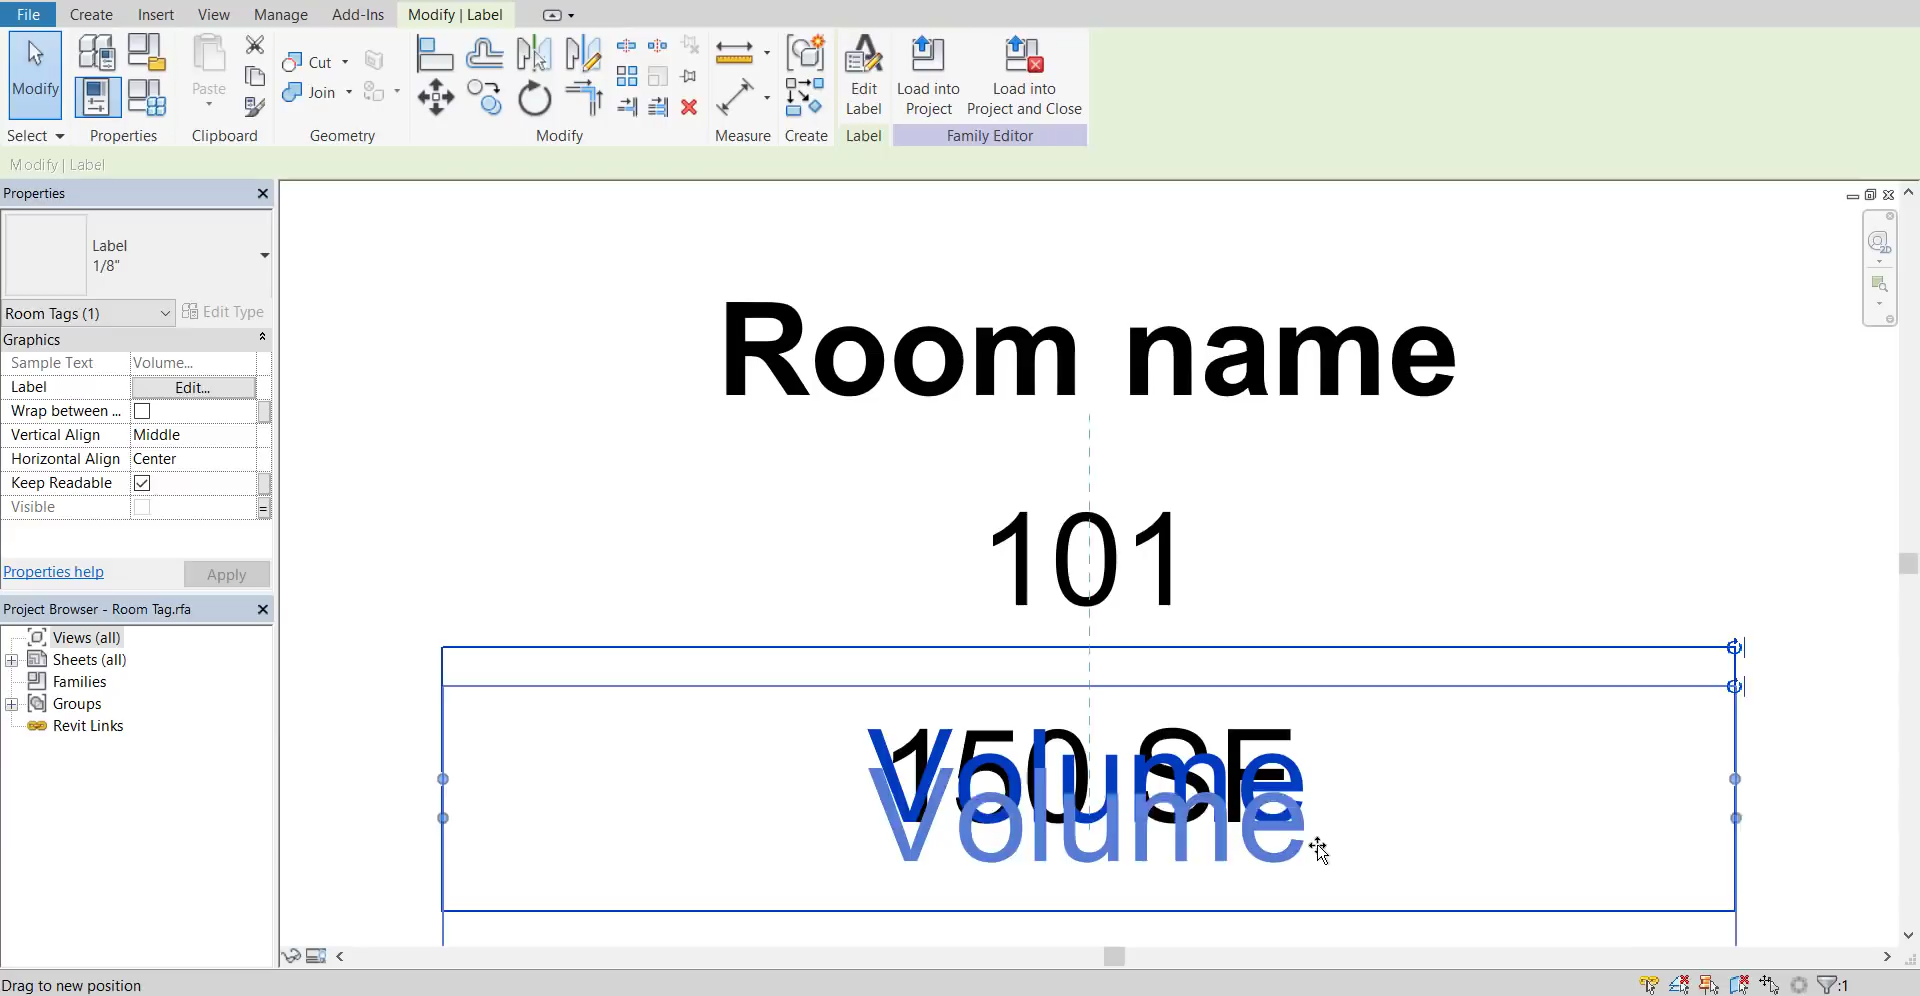 File Create Insert View Manage Add-Ins Modify | Label
Modify
Paste
Cut
Join
Edit Label
Load into Project
Load into Project and Close
Select Properties Clipboard Geometry Modify Measure Create Label Family Editor
Modify | Label
Properties
Label
1/8"
Room Tags (1) Edit Type
Graphics
Sample Text Volume...
Label Edit...
Wrap between ...
Vertical Align Middle
Horizontal Align Center
Keep Readable
Visible =
Properties help Apply
Project Browser - Room Tag.rfa
Views (all)
Sheets (all)
Families
Groups
Revit Links
2D
Room name
101
150 SF
Volume
Volume
Drag to new position
:1